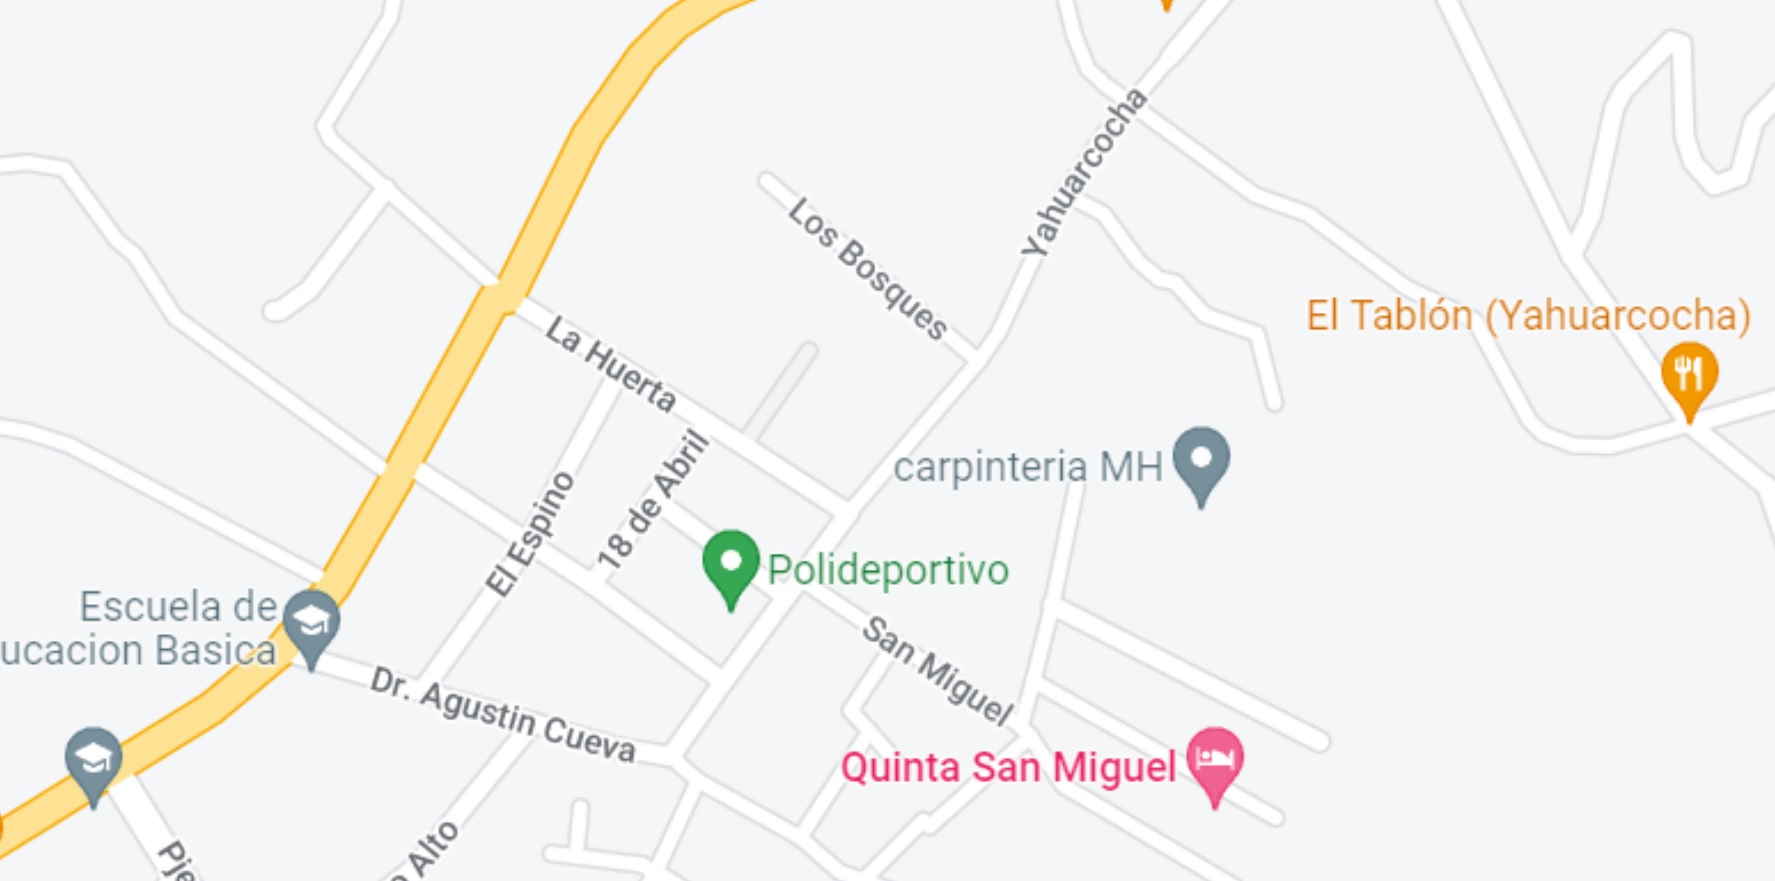 Yahuarcocha
Los Bosques
El Tablón (Yahuarcocha)
La Huerta
carpinteria MH
18 de Abril
El Espino
Polideportivo
Escuela de
ucacion Basica
San Miguel
Dr. Agustin Cueva
Quinta San Miguel
Alto
Pje